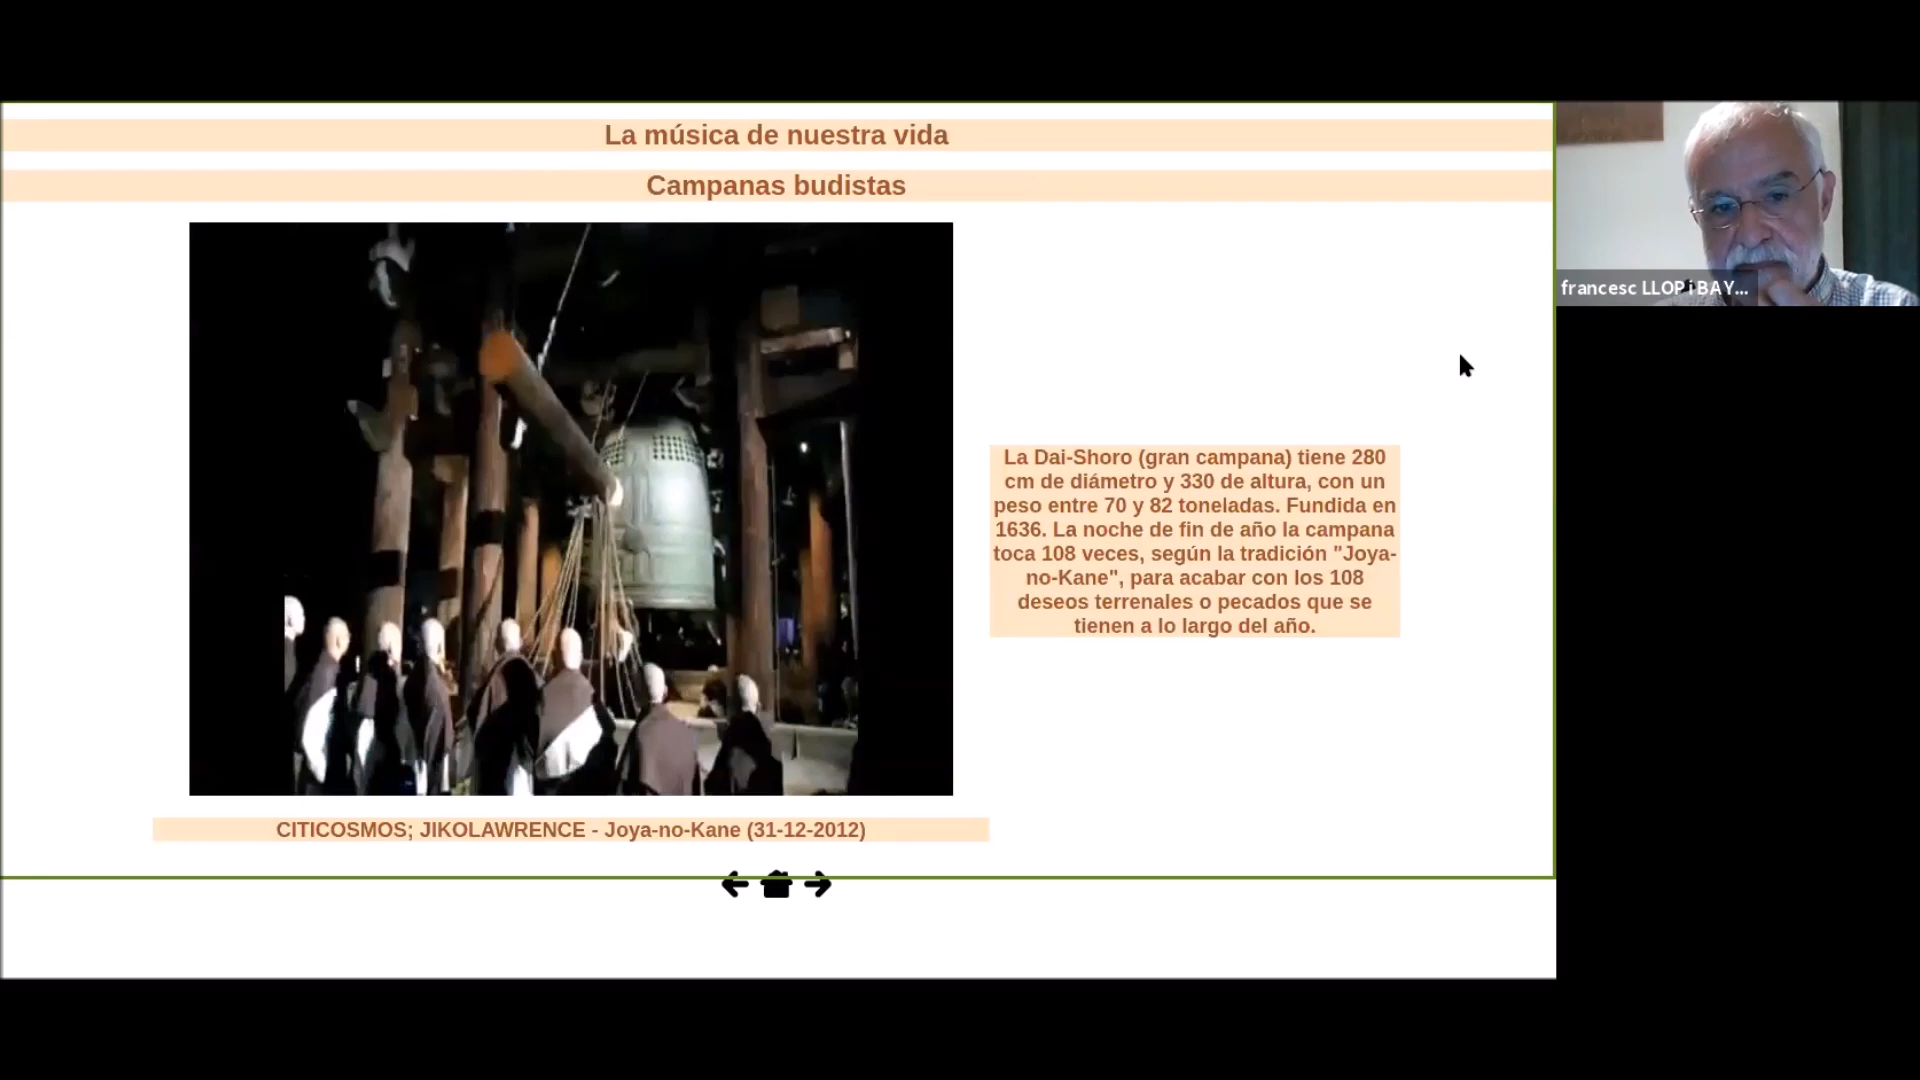 La música de nuestra vida
Campanas budistas
La Dai-Shoro (gran campana) tiene 280
cm de diámetro y 330 de altura, con un
peso entre 70 y 82 toneladas. Fundida en
1636. La noche de fin de año la campana
toca 108 veces, según la tradición "Joya-
no-Kane", para acabar con los 108
deseos terrenales o pecados que se
tienen a lo largo del año.
CITICOSMOS; JIKOLAWRENCE - Joya-no-Kane (31-12-2012)
francesc LLOP i BAY...